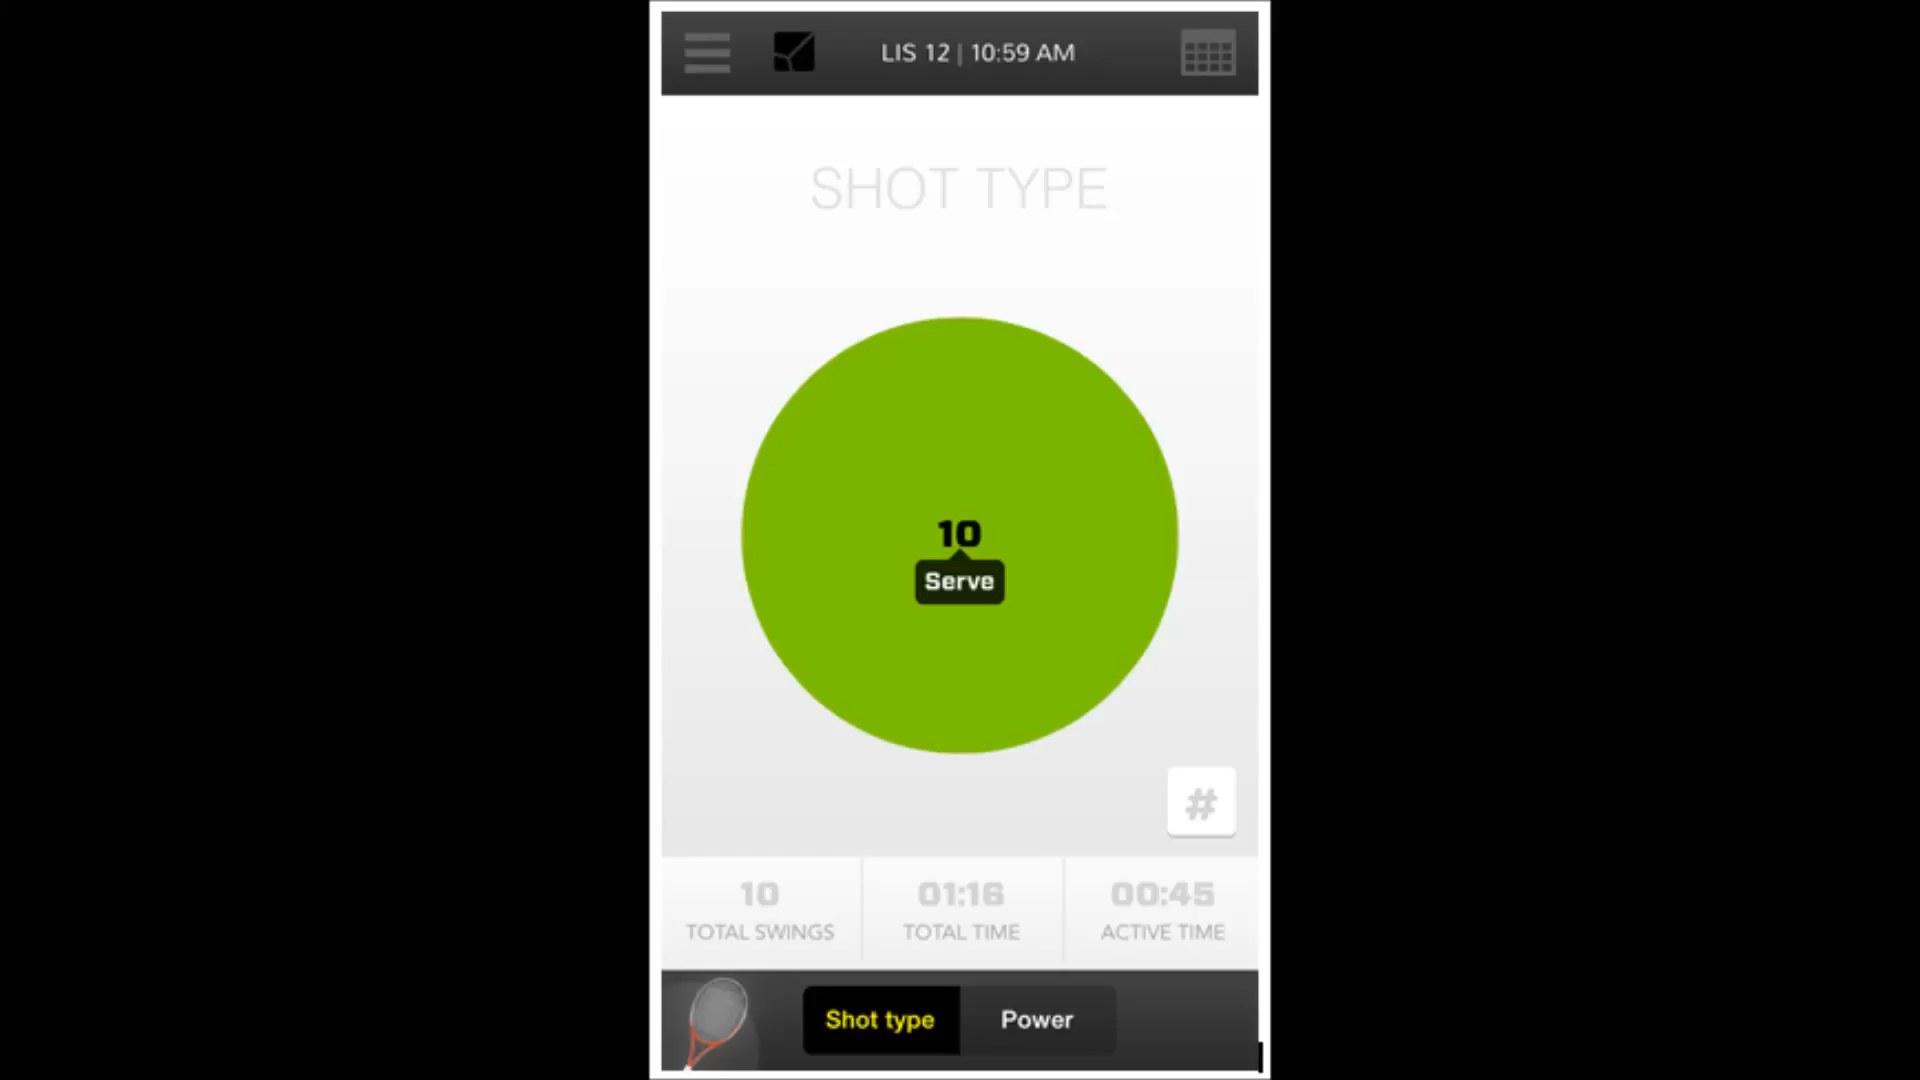 LIS 12 | 10:59 AM
SHOT TYPE
10
Serve
#
10 01:16 00:45
TOTAL SWINGS TOTAL TIME ACTIVE TIME
Shot type Power